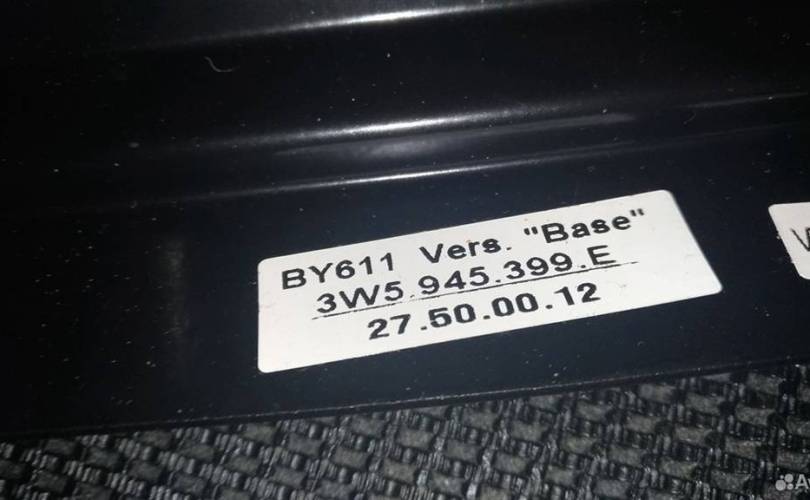 BY611 Vers. "Base"
3W5.945.399.E
27.50.00.12